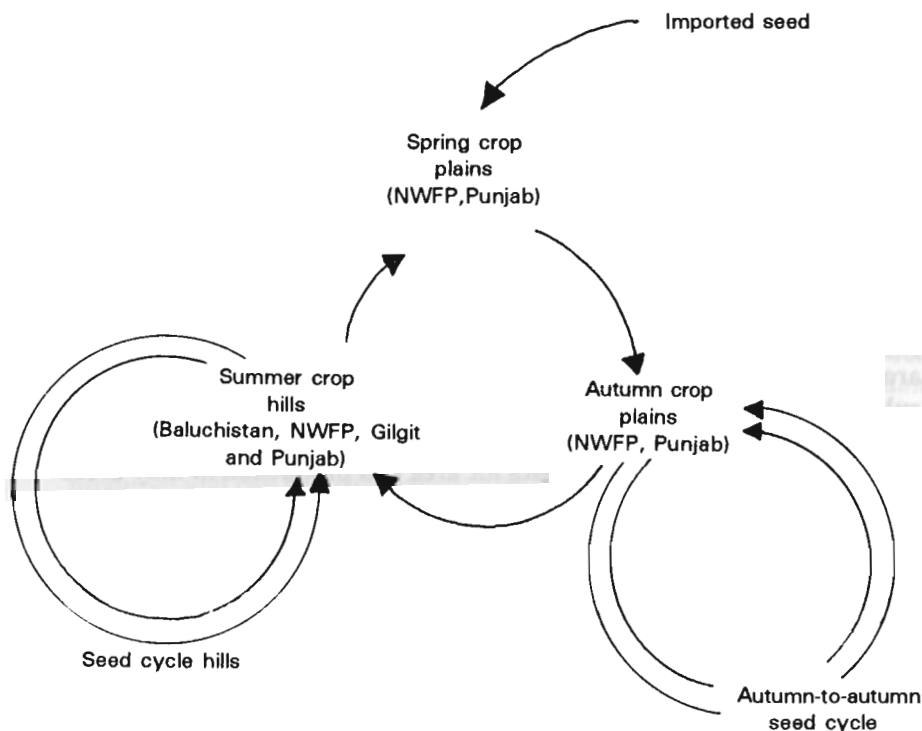 Imported seed
Spring crop
plains
(NWFP,Punjab)
Summer crop
hills
(Baluchistan, NWFP, Gilgit
and Punjab)
Autumn crop
plains
(NWFP, Punjab)
Seed cycle hills
Autumn-to-autumn
seed cycle